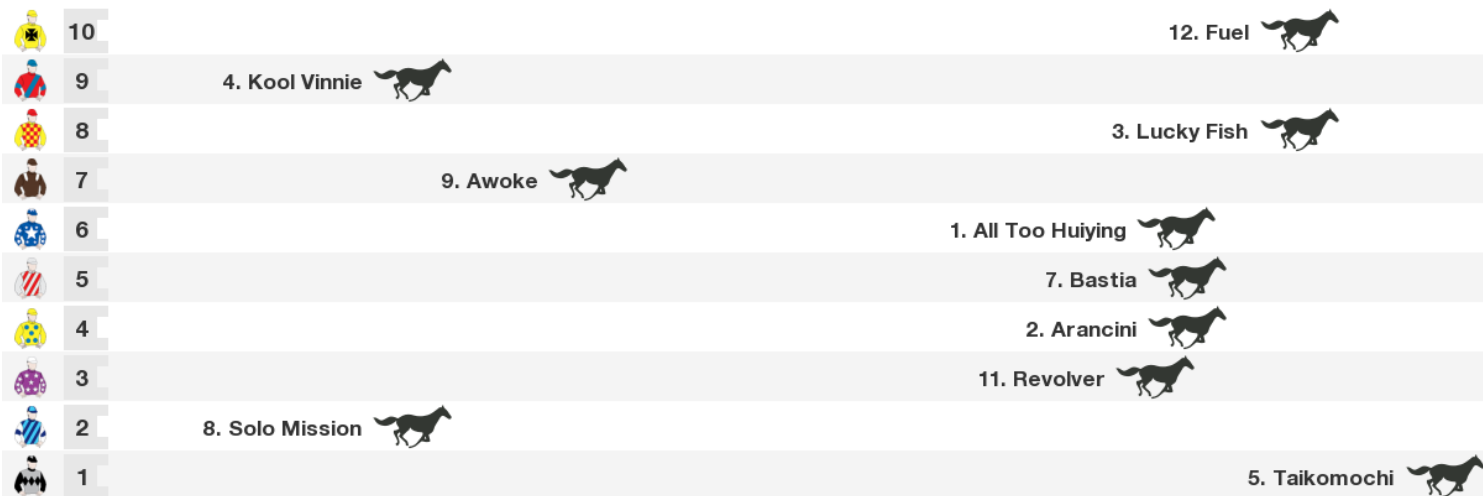 10 12. Fuel
9 4. Kool Vinnie
8 3. Lucky Fish
7 9. Awoke
6 1. All Too Huiying
5 7. Bastia
4 2. Arancini
3 11. Revolver
2 8. Solo Mission
1 5. Taikomochi